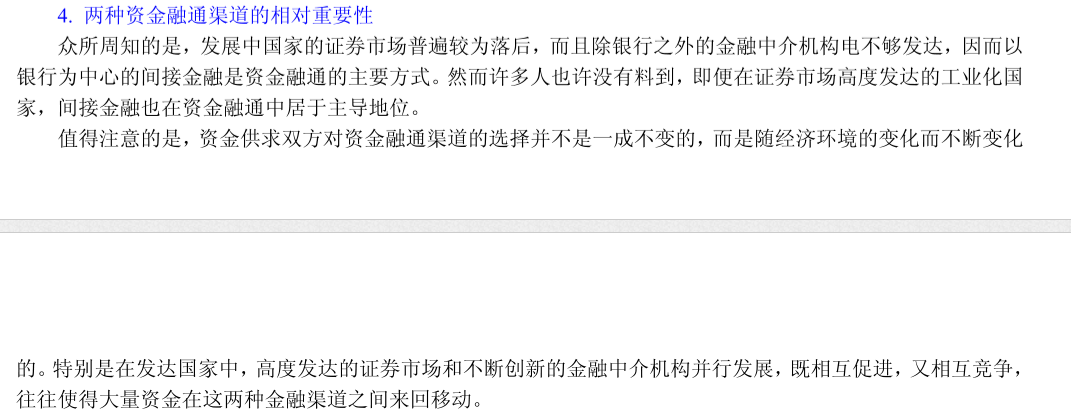 4. 两种资金融通渠道的相对重要性
众所周知的是，发展中国家的证券市场普遍较为落后，而且除银行之外的金融中介机构电不够发达，因而以
银行为中心的间接金融是资金融通的主要方式。然而许多人也许没有料到，即便在证券市场高度发达的工业化国
家，间接金融也在资金融通中居于主导地位。
值得注意的是，资金供求双方对资金融通渠道的选择并不是一成不变的，而是随经济环境的变化而不断变化
的。特别是在发达国家中，高度发达的证券市场和不断创新的金融中介机构并行发展，既相互促进，又相互竞争，
往往使得大量资金在这两种金融渠道之间来回移动。